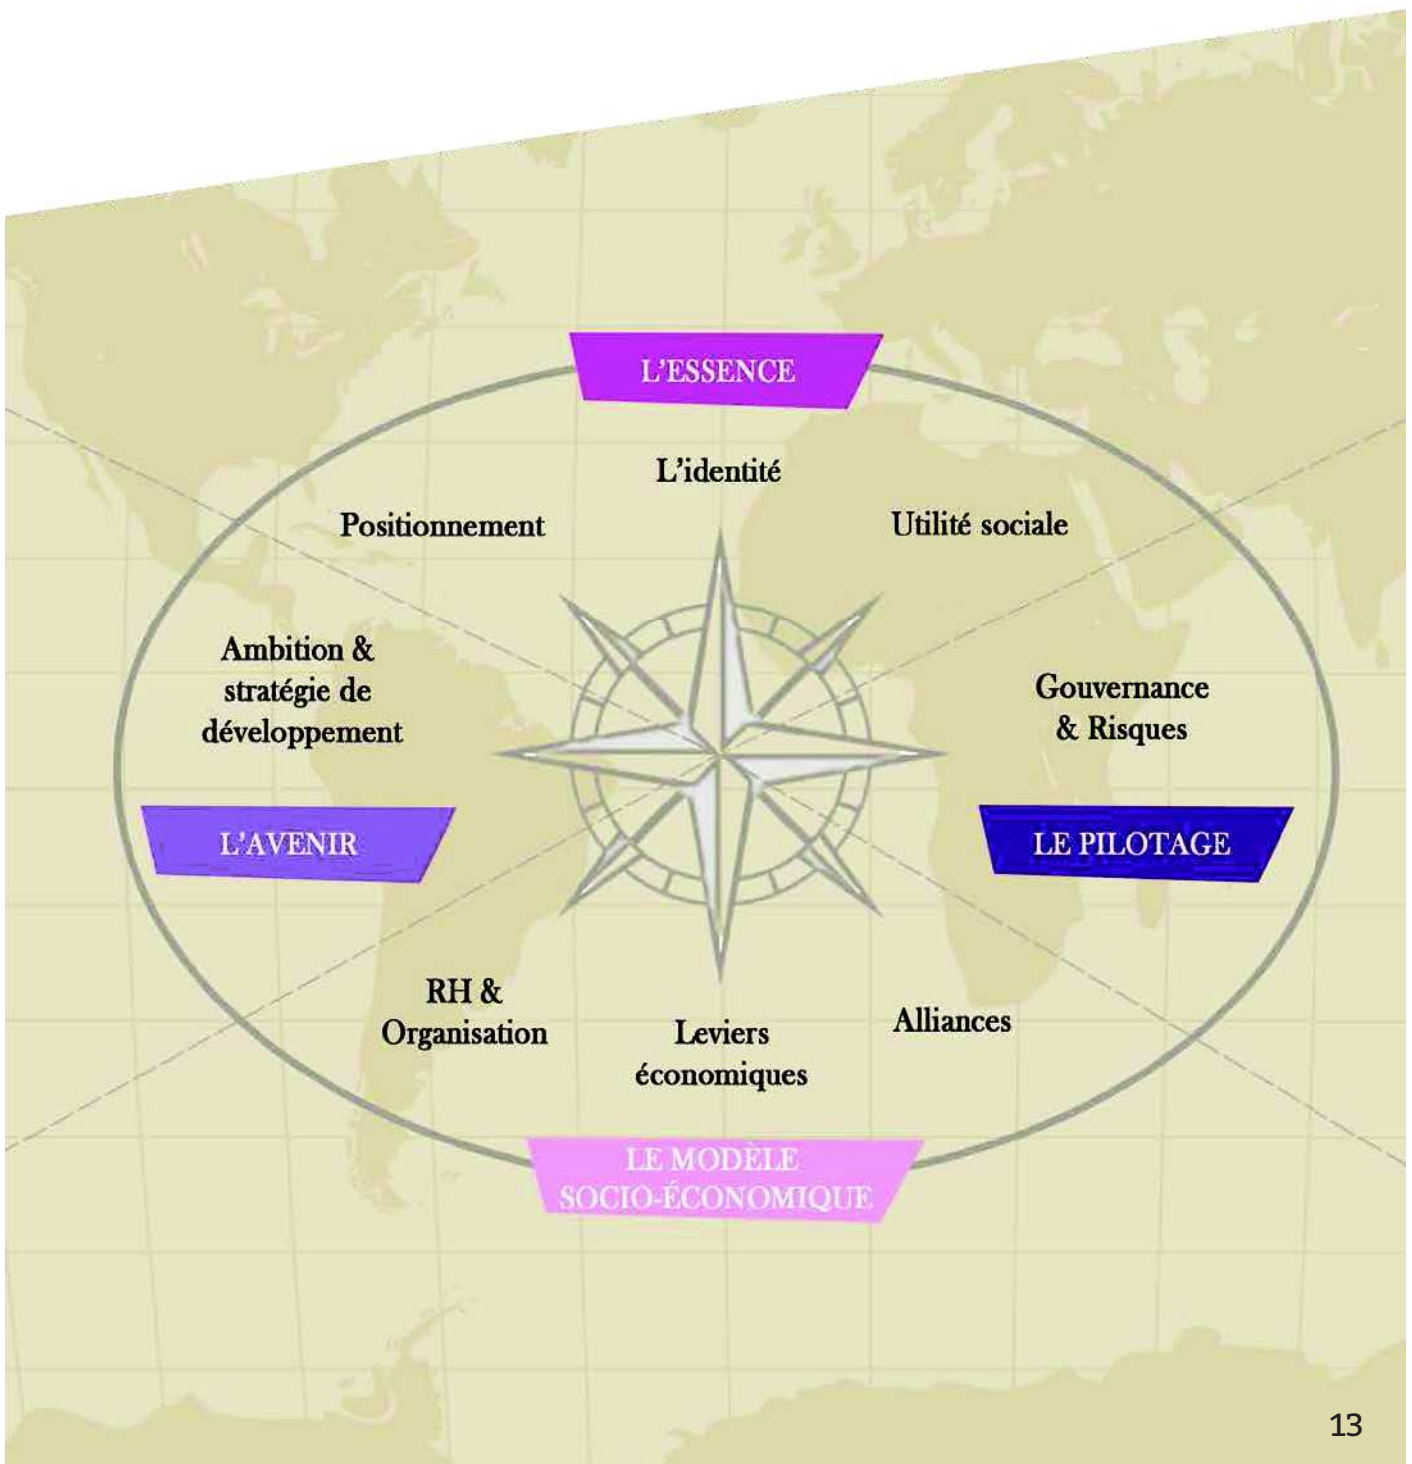 L'ESSENCE
L'identité
Positionnement
Utilité sociale
Ambition &
stratégie de
développement
Gouvernance
& Risques
L'AVENIR
LE PILOTAGE
RH &
Organisation
Leviers
économiques
Alliances
LE MODÈLE
SOCIO-ÉCONOMIQUE
13